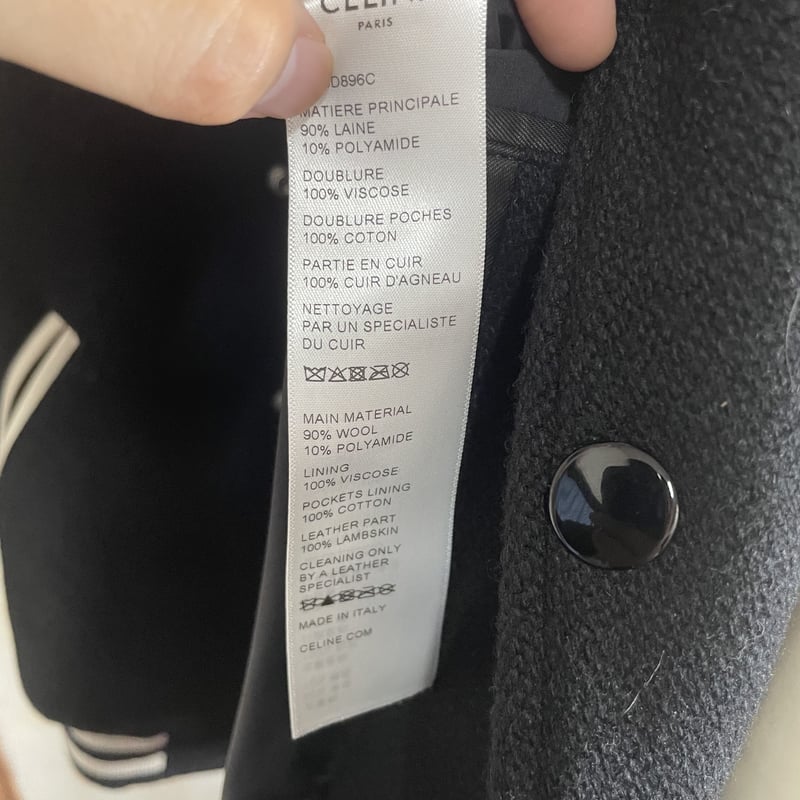 CELINE
PARIS
D896C
MATIERE PRINCIPALE
90% LAINE
10% POLYAMIDE
DOUBLURE
100% VISCOSE
DOUBLURE POCHES
100% COTON
PARTIE EN CUIR
100% CUIR D'AGNEAU
NETTOYAGE
PAR UN SPECIALISTE
DU CUIR
MAIN MATERIAL
90% WOOL
10% POLYAMIDE
LINING
100% VISCOSE
POCKETS LINING
100% COTTON
LEATHER PART
100% LAMBSKIN
CLEANING ONLY
BY A LEATHER
SPECIALIST
MADE IN ITALY
CELINE.COM